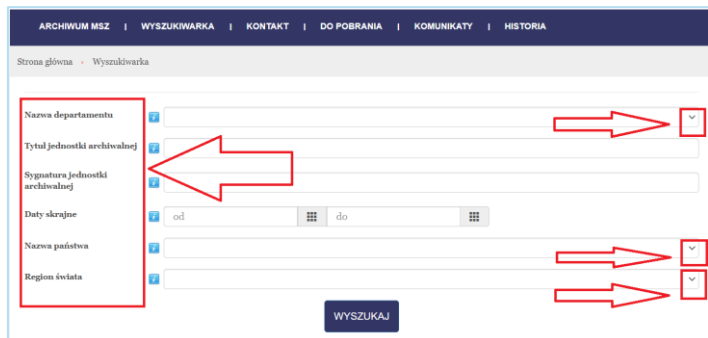 ARCHIWUM MSZ | WYSZUKIWARKA | KONTAKT | DO POBRANIA | KOMUNIKATY | HISTORIA
Strona główna › Wyszukiwarka
Nazwa departamentu
Tytuł jednostki archiwalnej
Sygnatura jednostki
archiwalnej
Daty skrajne od do
Nazwa państwa
Region świata
WYSZUKAJ